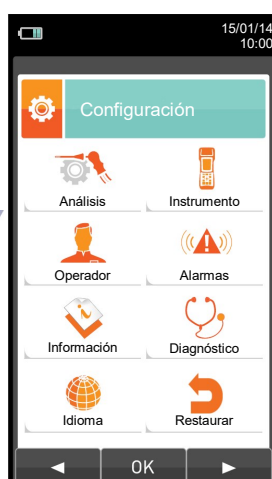 15/01/14
10:00
Configuración
Análisis Instrumento
Operador Alarmas
Información Diagnóstico
Idioma Restaurar
OK